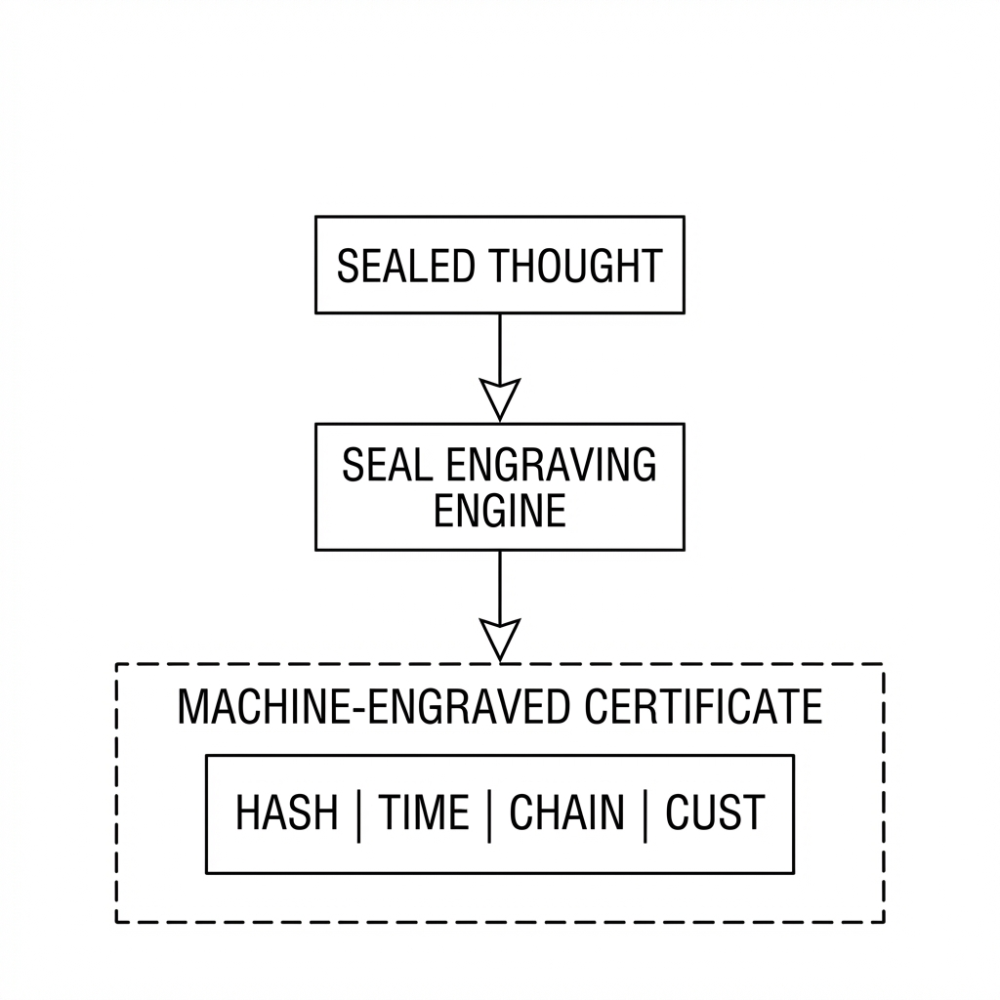 SEALED THOUGHT
SEAL ENGRAVING
ENGINE
MACHINE-ENGRAVED CERTIFICATE
HASH | TIME | CHAIN | CUST